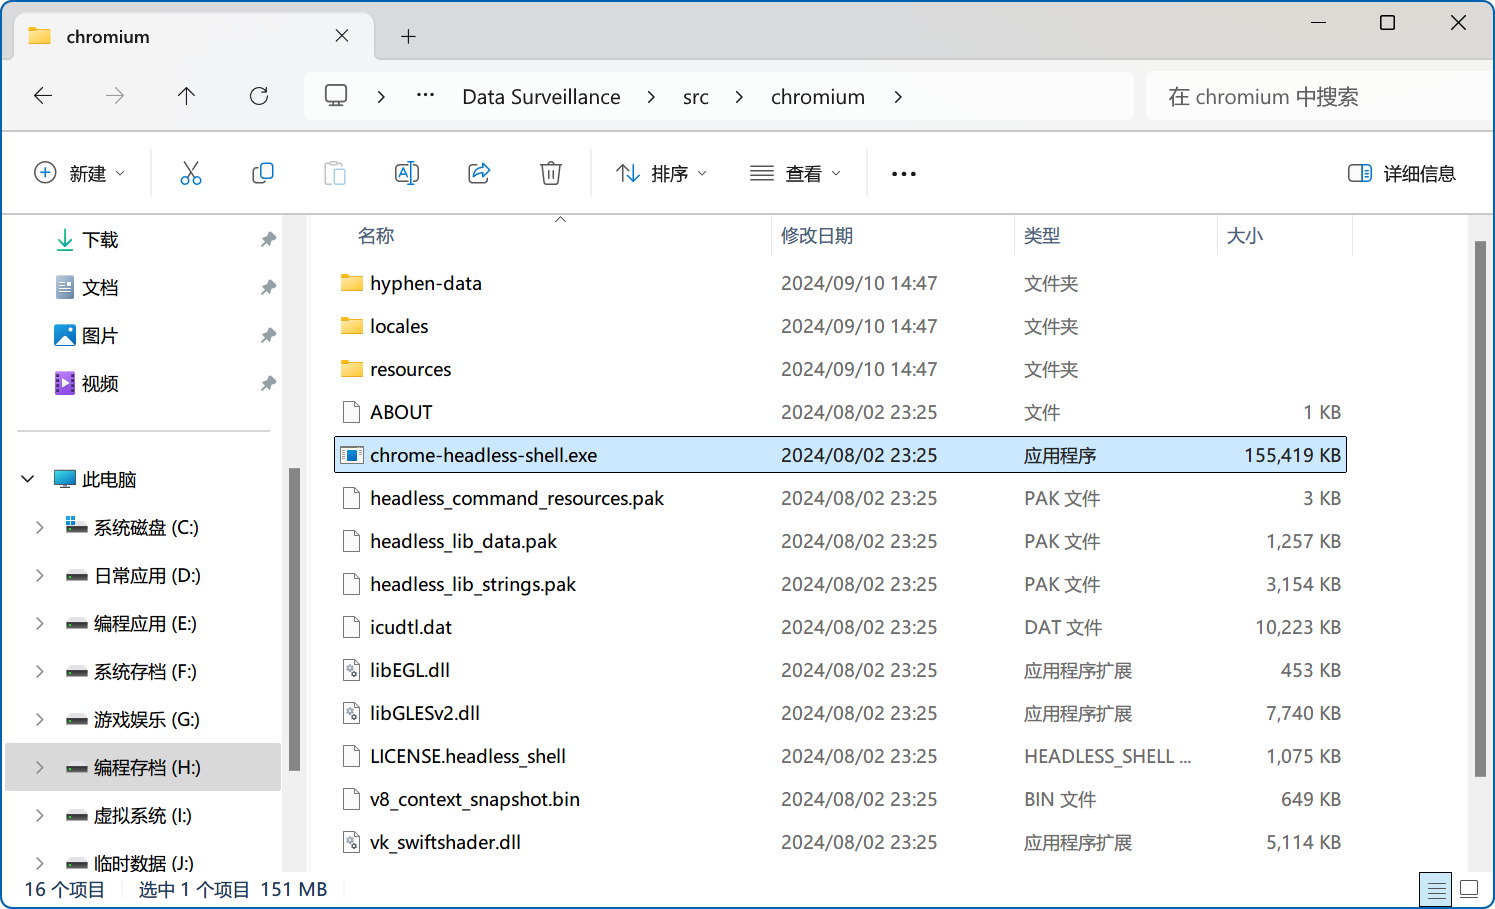 chromium
Data Surveillance src chromium 在 chromium 中搜索
新建 排序 查看 详细信息
下载
文档
图片
视频
此电脑
系统磁盘 (C:)
日常应用 (D:)
编程应用 (E:)
系统存档 (F:)
游戏娱乐 (G:)
编程存档 (H:)
虚拟系统 (I:)
临时数据 (J:)
名称 修改日期 类型 大小
hyphen-data 2024/09/10 14:47 文件夹
locales 2024/09/10 14:47 文件夹
resources 2024/09/10 14:47 文件夹
ABOUT 2024/08/02 23:25 文件 1 KB
chrome-headless-shell.exe 2024/08/02 23:25 应用程序 155,419 KB
headless_command_resources.pak 2024/08/02 23:25 PAK 文件 3 KB
headless_lib_data.pak 2024/08/02 23:25 PAK 文件 1,257 KB
headless_lib_strings.pak 2024/08/02 23:25 PAK 文件 3,154 KB
icudtl.dat 2024/08/02 23:25 DAT 文件 10,223 KB
libEGL.dll 2024/08/02 23:25 应用程序扩展 453 KB
libGLESv2.dll 2024/08/02 23:25 应用程序扩展 7,740 KB
LICENSE.headless_shell 2024/08/02 23:25 HEADLESS_SHELL ... 1,075 KB
v8_context_snapshot.bin 2024/08/02 23:25 BIN 文件 649 KB
vk_swiftshader.dll 2024/08/02 23:25 应用程序扩展 5,114 KB
16 个项目 选中 1 个项目 151 MB